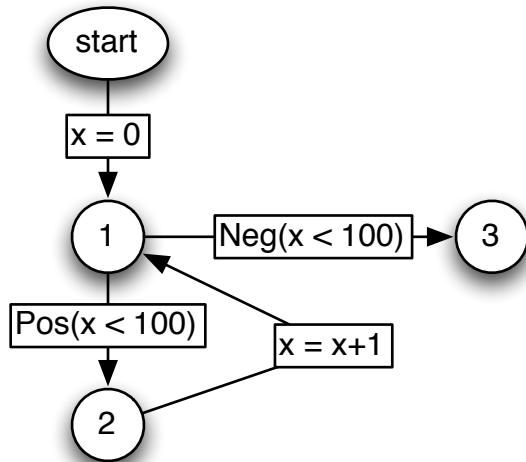 start
x = 0
1
Neg(x < 100)
3
Pos(x < 100)
x = x+1
2